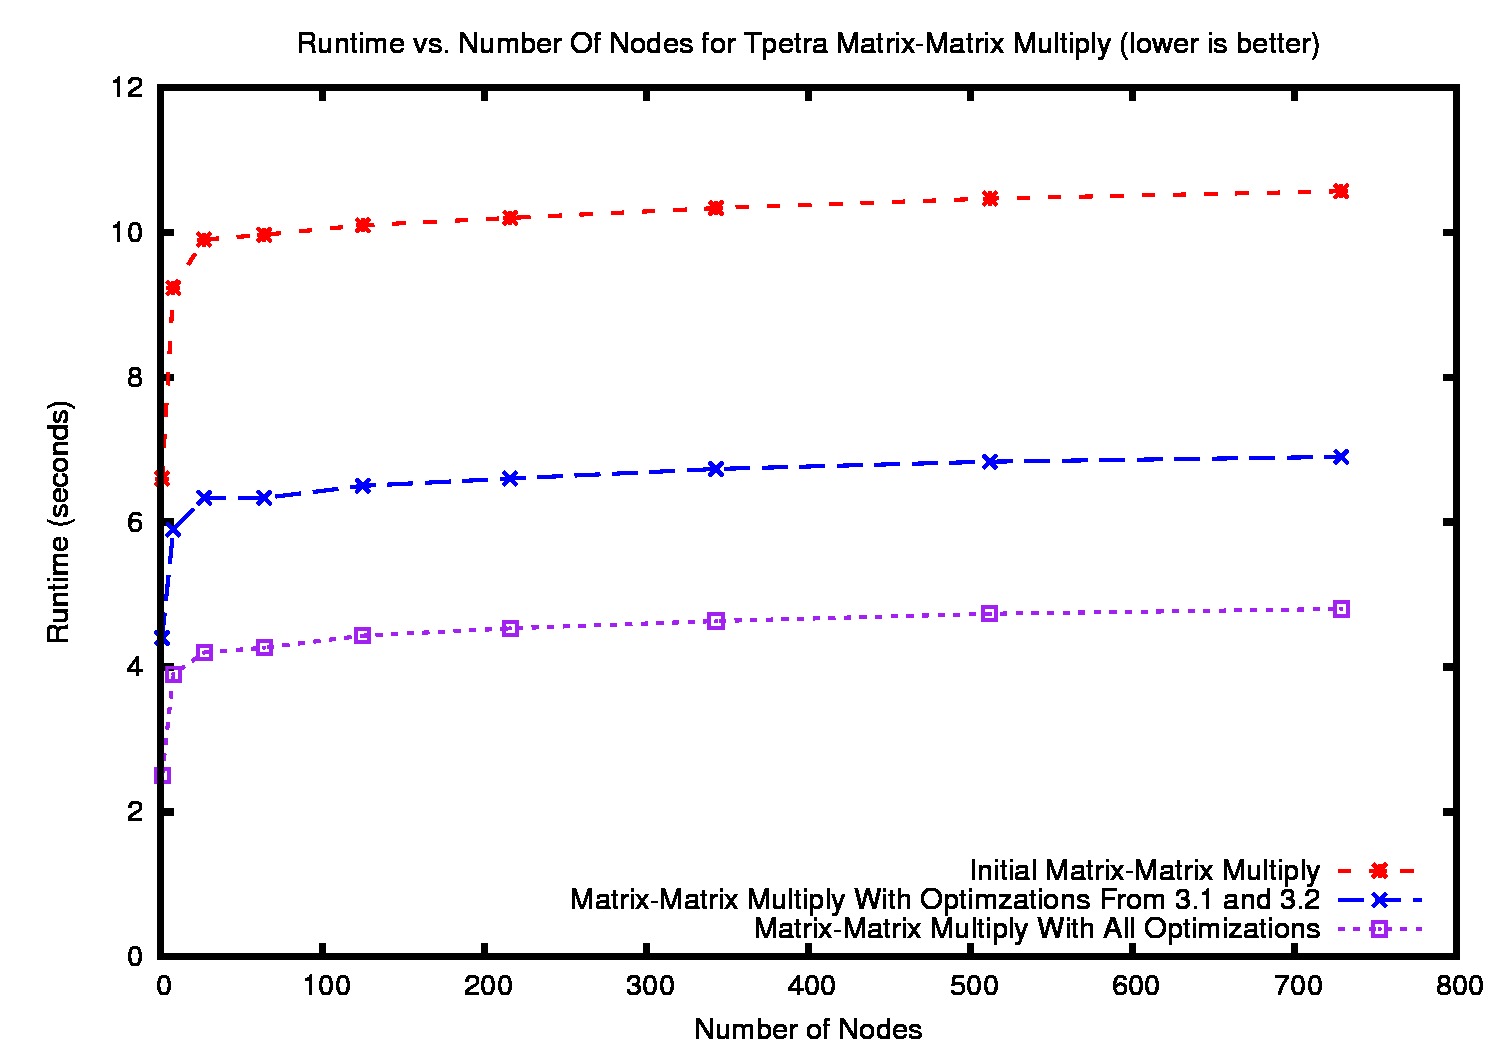 Runtime vs. Number Of Nodes for Tpetra Matrix-Matrix Multiply (lower is better)
12
10
8
6
4
2
0
Runtime (seconds)
Initial Matrix-Matrix Multiply
Matrix-Matrix Multiply With Optimzations From 3.1 and 3.2
Matrix-Matrix Multiply With All Optimizations
0 100 200 300 400 500 600 700 800
Number of Nodes